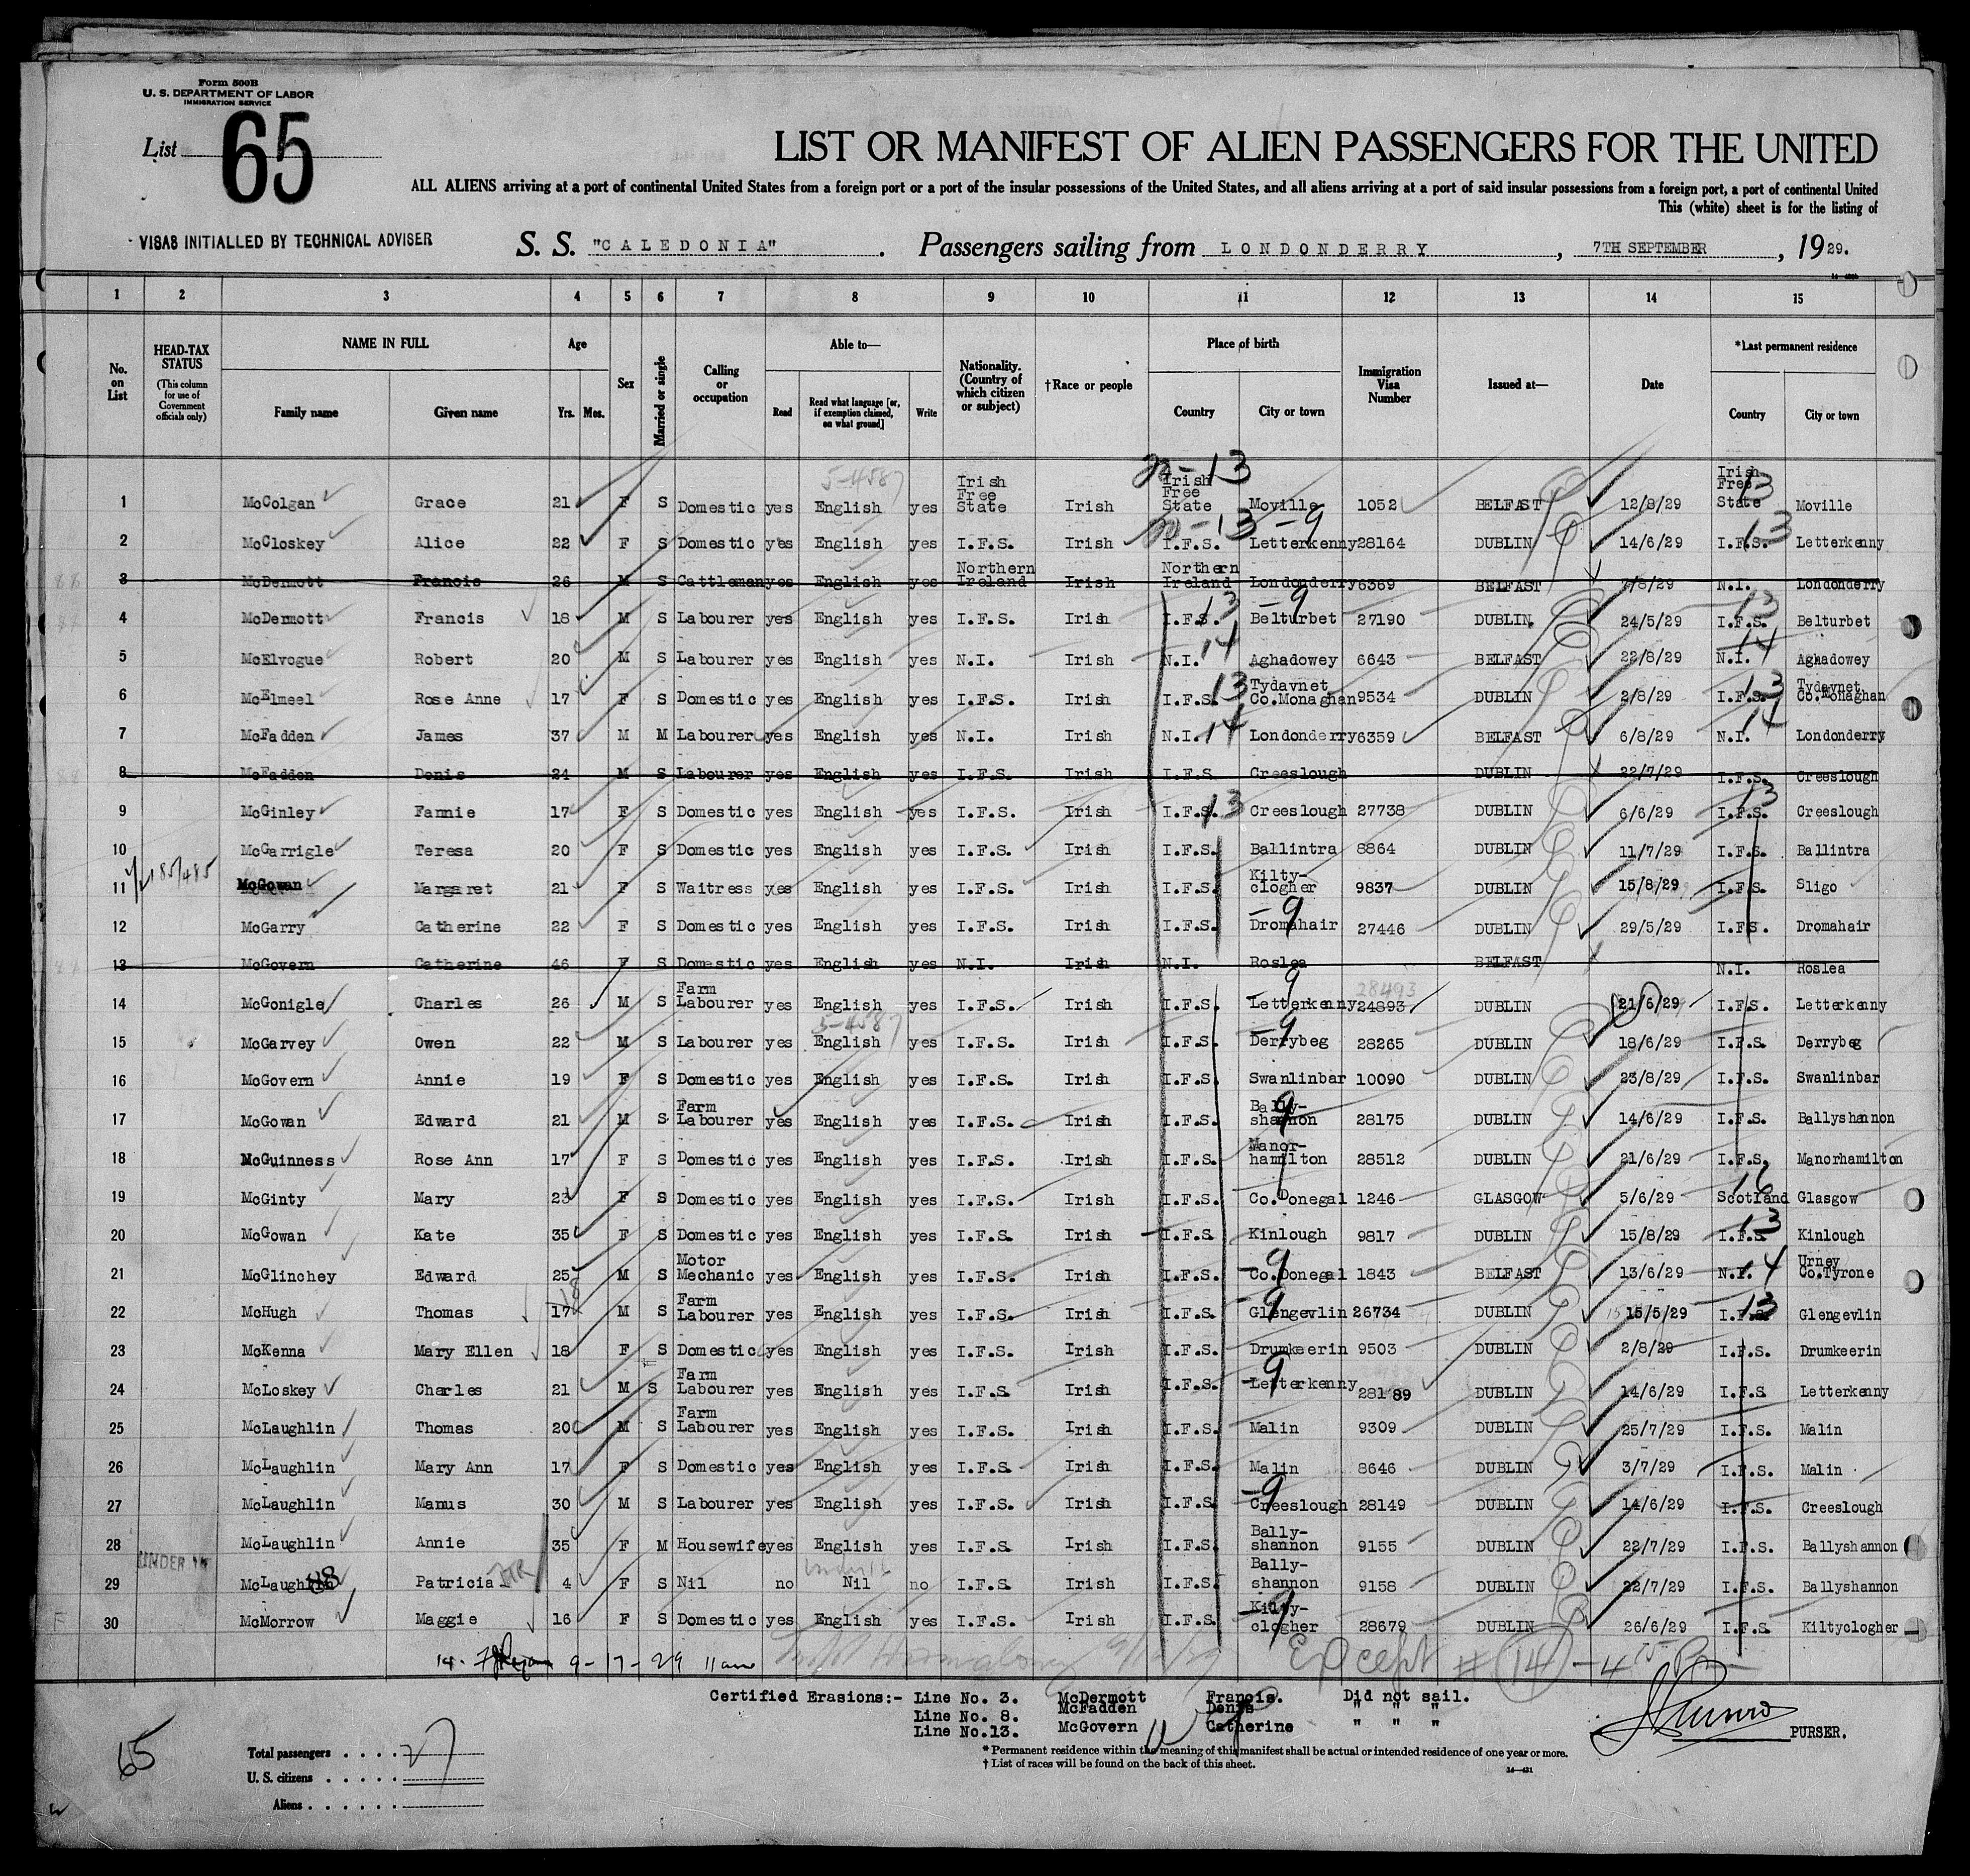 Form 500B
U. S. DEPARTMENT OF LABOR
IMMIGRATION SERVICE
List 65
LIST OR MANIFEST OF ALIEN PASSENGERS FOR THE UNITED
ALL ALIENS arriving at a port of continental United States from a foreign port or a port of the insular possessions of the United States, and all aliens arriving at a port of said insular possessions from a foreign port, a port of continental United
This (white) sheet is for the listing of
VISAS INITIALLED BY TECHNICAL ADVISER
S. S. "CALEDONIA". Passengers sailing from LONDONDERRY, 7TH SEPTEMBER, 1929.
1 2 3 4 5 6 7 8 9 10 11 12 13 14 15
No. on List
HEAD-TAX STATUS (This column for use of Government officials only)
NAME IN FULL Family name Given name
Age Yrs. Mos.
Sex
Married or single
Calling or occupation
Able to— Read Read what language [or, if exemption claimed, on what ground] Write
Nationality. (Country of which citizen or subject)
†Race or people
Place of birth Country City or town
Immigration Visa Number
Issued at—
Date
*Last permanent residence Country City or town
1 McColgan Grace 21 F S Domestic yes English yes Irish Free State Irish Irish Free State Moville 1052 BELFAST 12/8/29 Irish Free State Moville
2 McCloskey Alice 22 F S Domestic yes English yes I.F.S. Irish I.F.S. Letterkenny 28164 DUBLIN 14/6/29 I.F.S. Letterkenny
3 McDermott Francis 26 M S Cattleman yes English yes Northern Ireland Irish Northern Ireland Londonderry 6369 BELFAST 7/8/29 N.I. Londonderry
4 McDermott Francis 18 M S Labourer yes English yes I.F.S. Irish I.F.S. Belturbet 27190 DUBLIN. 24/5/29 I.F.S. Belturbet
5 McElvogue Robert 20 M S Labourer yes English yes N.I. Irish N.I. Aghadowey 6643 BELFAST 22/8/29 N.I. Aghadowey
6 McElmeel Rose Anne 17 F S Domestic yes English yes I.F.S. Irish I.F.S. Tydavnet Co.Monaghan 9534 DUBLIN 2/8/29 I.F.S. Tydavnet Co.Monaghan
7 McFadden James 37 M M Labourer yes English yes N.I. Irish N.I. Londonderry 6359 BELFAST 6/8/29 N.I. Londonderry
8 McFadden Denis 24 M S Labourer yes English yes I.F.S. Irish I.F.S Creeslough DUBLIN 22/7/29 I.F.S. Creeslough
9 McGinley Fannie 17 F S Domestic yes English yes I.F.S. Irish I.F.S. Creeslough 27738 DUBLIN 6/6/29 I.F.S. Creeslough
10 McGarrigle Teresa 20 F S Domestic yes English yes I.F.S. Irish I.F.S. Ballintra 8864 DUBLIN 11/7/29 I.F.S. Ballintra
11 McGowan Margaret 21 F S Waitress yes English yes I.F.S. Irish I.F.S. Kilty-clogher 9837 DUBLIN 15/8/29 I.F.S. Sligo
12 McGarry Catherine 22 F S Domestic yes English yes I.F.S. Irish I.F.S. Dromahair 27446 DUBLIN 29/5/29 I.F.S. Dromahair
13 McGovern Catherine 46 F S Domestic yes English yes N.I. Irish N.I. Roslea BELFAST N.I. Roslea
14 McGonigle Charles 26 M S Farm Labourer yes English yes I.F.S. Irish I.F.S. Letterkenny 28493 24893 DUBLIN 21/6/29 I.F.S. Letterkenny
15 McGarvey Owen 22 M S Labourer yes English yes I.F.S. Irish I.F.S. Derrybeg 28265 DUBLIN 18/6/29 I.F.S. Derrybeg
16 McGovern Annie 19 F S Domestic yes English yes I.F.S. Irish I.F.S. Swanlinbar 10090 DUBLIN 23/8/29 I.F.S. Swanlinbar
17 McGowan Edward 21 M S Farm Labourer yes English yes I.F.S. Irish I.F.S. Bally-shannon 28175 DUBLIN 14/6/29 I.F.S. Ballyshannon
18 McGuinness Rose Ann 17 F S Domestic yes English yes I.F.S. Irish I.F.S. Manor-hamilton 28512 DUBLIN 21/6/29 I.F.S. Manorhamilton
19 McGinty Mary 23 F S Domestic yes English yes I.F.S. Irish I.F.S. Co.Donegal 1246 GLASGOW 5/6/29 Scotland Glasgow
20 McGowan Kate 35 F S Domestic yes English yes I.F.S. Irish I.F.S Kinlough 9817 DUBLIN 15/8/29 I.F.S Kinlough
21 McGlinchey Edward 25 M S Motor Mechanic yes English yes I.F.S. Irish I.F.S. Co.Donegal 1843 BELFAST 13/6/29 N.I. Urney Co.Tyrone
22 McHugh Thomas 17 M S Farm Labourer yes English yes I.F.S. Irish I.F.S Glengevlin 26734 DUBLIN 15/5/29 I.F.S Glengevlin
23 McKenna Mary Ellen 18 F S Domestic yes English yes I.F.S. Irish I.F.S. Drumkeerin 9503 DUBLIN 2/8/29 I.F.S. Drumkeerin
24 McLoskey Charles 21 M S Farm Labourer yes English yes I.F.S Irish I.F.S. Letterkenny 28189 DUBLIN 14/6/29 I.F.S Letterkenny
25 McLaughlin Thomas 20 M S Farm Labourer yes English yes I.F.S. Irish I.F.S. Malin 9309 DUBLIN 25/7/29 I.F.S. Malin
26 McLaughlin Mary Ann 17 F S Domestic yes English yes I.F.S. Irish I.F.S. Malin 8646 DUBLIN 3/7/29 I.F.S. Malin
27 McLaughlin Manus 30 M S Labourer yes English yes I.F.S. Irish I.F.S Creeslough 28149 DUBLIN 14/6/29 I.F.S. Creeslough
28 McLaughlin Annie 35 F M Housewife yes English yes I.F.S Irish I.F.S Bally-shannon 9155 DUBLIN 22/7/29 I.F.S. Ballyshannon
29 McLaughlin Patricia 4 F S Nil no Nil no I.F.S Irish I.F.S. Bally-shannon 9158 DUBLIN 22/7/29 I.F.S. Ballyshannon
30 McMorrow Maggie 16 F S Domestic yes English yes I.F.S Irish I.F.S. Kilty-clogher 28679 DUBLIN 26/6/29 I.F.S Kiltyclogher
9-17-29 11am Except # 14
Certified Erasions:- Line No. 3. McDermott Francis. Did not sail.
Line No. 8. McFadden Denis " " "
Line No.13. McGovern Catherine " " "
PURSER.
65
Total passengers . . . . 27
U. S. citizens . . . . .
Aliens . . . . . .
* Permanent residence within the meaning of this manifest shall be actual or intended residence of one year or more.
† List of races will be found on the back of this sheet.